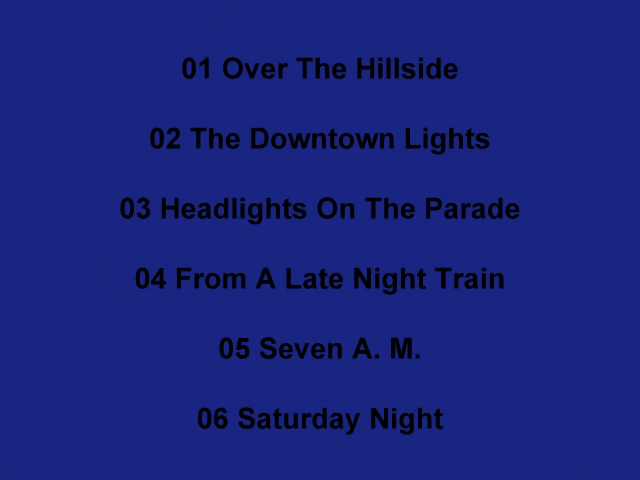 01 Over The Hillside
02 The Downtown Lights
03 Headlights On The Parade
04 From A Late Night Train
05 Seven A. M.
06 Saturday Night